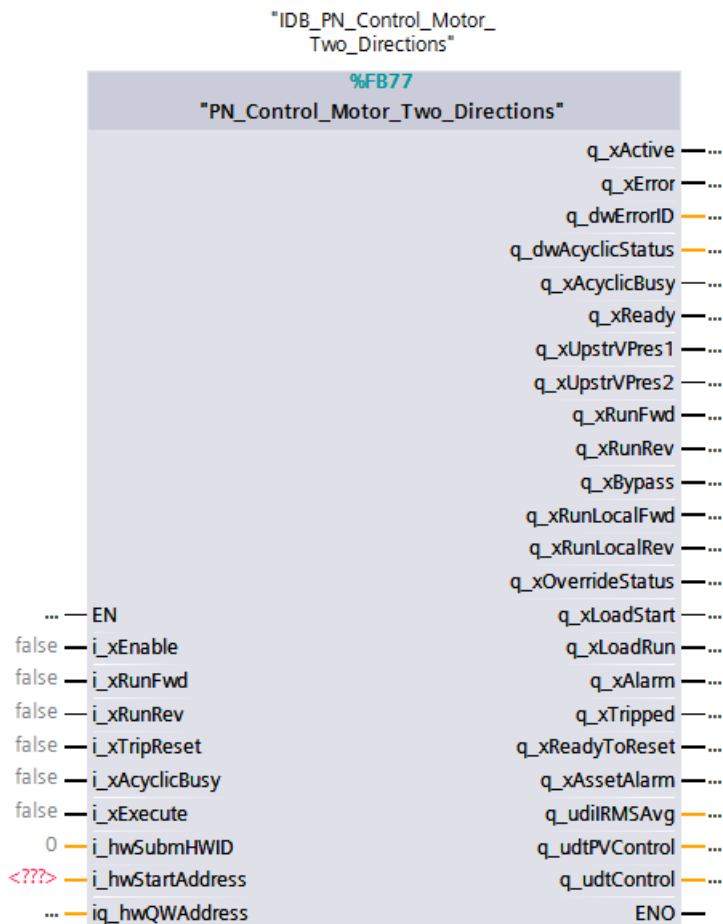 "IDB_PN_Control_Motor_
Two_Directions"
%FB77
"PN_Control_Motor_Two_Directions"
q_xActive ...
q_xError ...
q_dwErrorID ...
q_dwAcyclicStatus ...
q_xAcyclicBusy ...
q_xReady ...
q_xUpstrVPres1 ...
q_xUpstrVPres2 ...
q_xRunFwd ...
q_xRunRev ...
q_xBypass ...
q_xRunLocalFwd ...
q_xRunLocalRev ...
q_xOverrideStatus ...
... EN q_xLoadStart ...
false i_xEnable q_xLoadRun ...
false i_xRunFwd q_xAlarm ...
false i_xRunRev q_xTripped ...
false i_xTripReset q_xReadyToReset ...
false i_xAcyclicBusy q_xAssetAlarm ...
false i_xExecute q_udiIRMSAvg ...
0 i_hwSubmHWID q_udtPVControl ...
<???> i_hwStartAddress q_udtControl ...
... iq_hwQWAddress ENO